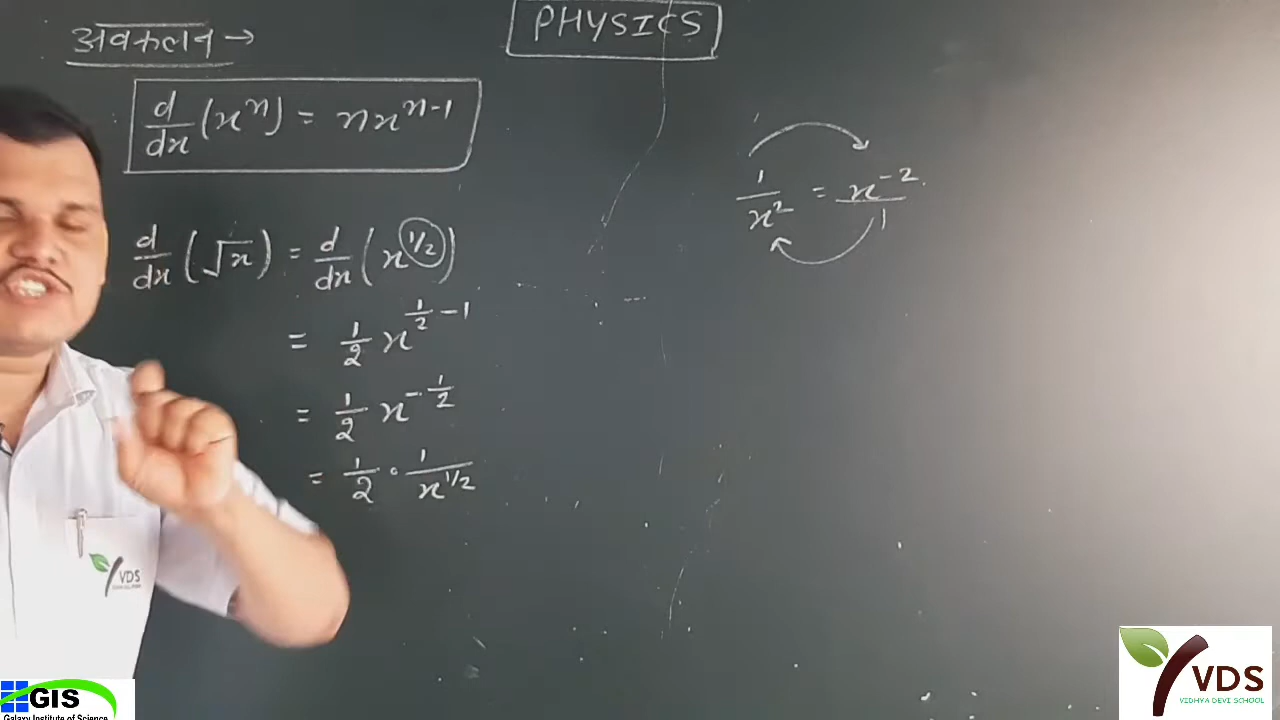 PHYSICS
अवकलन →
d/dx (xⁿ) = nxⁿ⁻¹
1/x² = x⁻²/1
d/dx (√x) = d/dx (x^1/2)
= 1/2 x^(1/2 - 1)
= 1/2 x^(-1/2)
= 1/2 · 1/x^1/2
VDS
GIS
Galaxy Institute of Science
VDS
VIDHYA DEVI SCHOOL